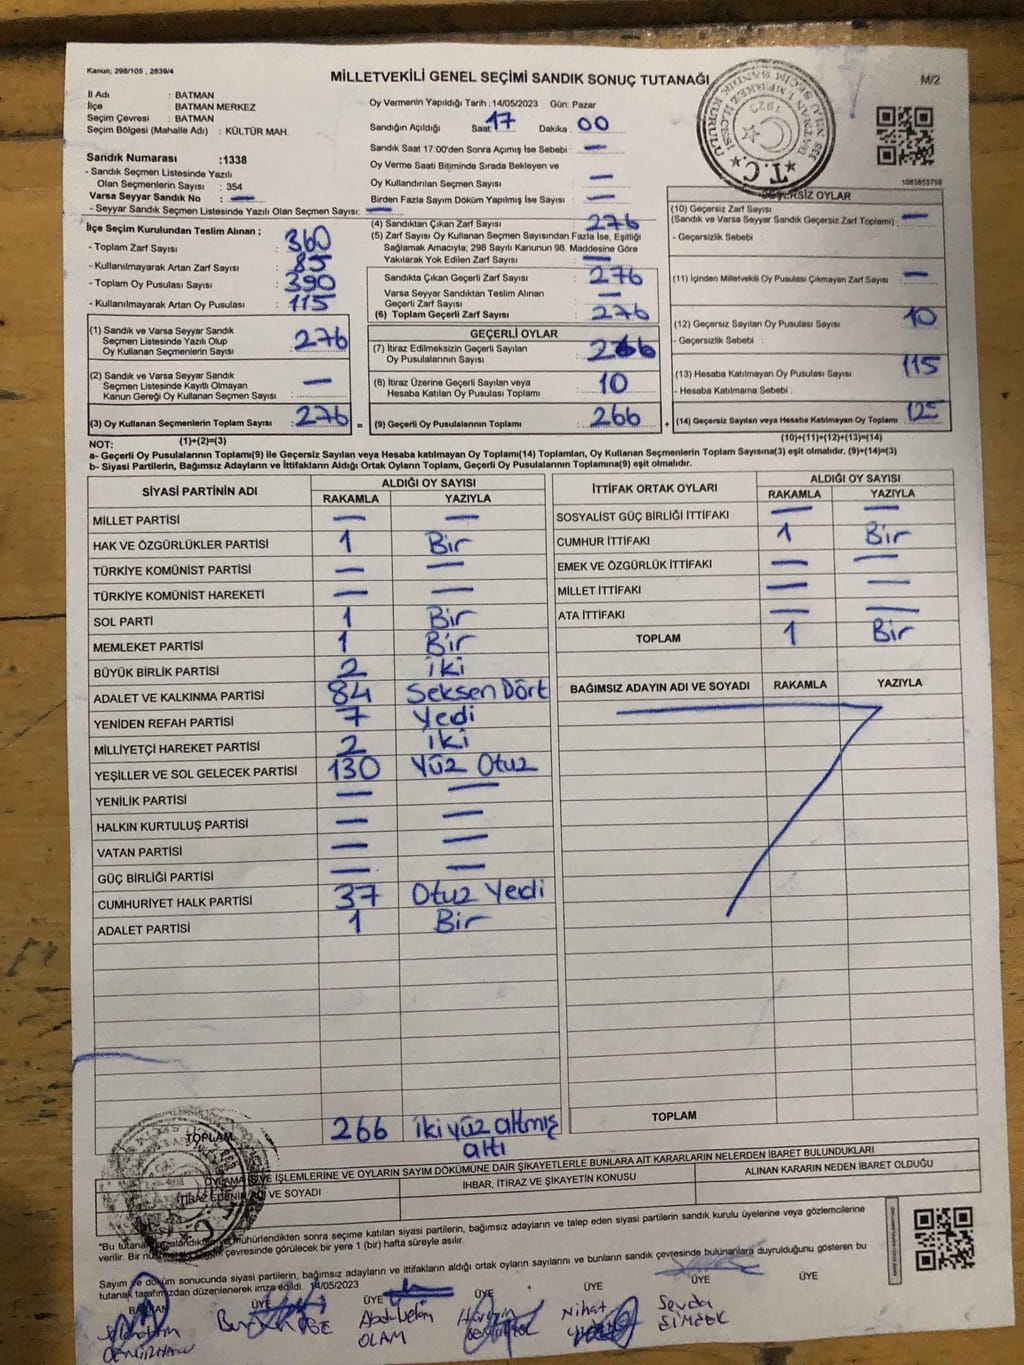 Kanun; 298/105 , 2839/4
MİLLETVEKİLİ GENEL SEÇİMİ SANDIK SONUÇ TUTANAĞI
M/2
İl Adı : BATMAN
İlçe : BATMAN MERKEZ
Seçim Çevresi : BATMAN
Seçim Bölgesi (Mahalle Adı) : KÜLTÜR MAH.
Oy Vermenin Yapıldığı Tarih :14/05/2023 Gün: Pazar
Sandığın Açıldığı Saat: 17 Dakika : 00
Sandık Saat 17:00'den Sonra Açımış İse Sebebi : —
Oy Verme Saati Bitiminde Sırada Bekleyen ve
Oy Kullandırılan Seçmen Sayısı : —
Birden Fazla Sayım Döküm Yapılmış İse Sayısı : —
Sandık Numarası :1338
- Sandık Seçmen Listesinde Yazılı
Olan Seçmenlerin Sayısı : 354
Varsa Seyyar Sandık No : —
- Seyyar Sandık Seçmen Listesinde Yazılı Olan Seçmen Sayısı: —
İlçe Seçim Kurulundan Teslim Alınan ;
- Toplam Zarf Sayısı : 360
- Kullanılmayarak Artan Zarf Sayısı : 85
- Toplam Oy Pusulası Sayısı : 390
- Kullanılmayarak Artan Oy Pusulası : 115
(1) Sandık ve Varsa Seyyar Sandık
Seçmen Listesinde Yazılı Olup
Oy Kullanan Seçmenlerin Sayısı : 276
(2) Sandık ve Varsa Seyyar Sandık
Seçmen Listesinde Kayıtlı Olmayan
Kanun Gereği Oy Kullanan Seçmen Sayısı : —
(3) Oy Kullanan Seçmenlerin Toplam Sayısı : 276
(4) Sandıktan Çıkan Zarf Sayısı : 276
(5) Zarf Sayısı Oy Kullanan Seçmen Sayısından Fazla İse, Eşitliği
Sağlamak Amacıyla; 298 Sayılı Kanunun 98. Maddesine Göre
Yakılarak Yok Edilen Zarf Sayısı : —
Sandıkta Çıkan Geçerli Zarf Sayısı : 276
Varsa Seyyar Sandıktan Teslim Alınan
Geçerli Zarf Sayısı : —
(6) Toplam Geçerli Zarf Sayısı : 276
GEÇERLİ OYLAR
(7) İtiraz Edilmeksizin Geçerli Sayılan
Oy Pusulalarının Sayısı : 266
(8) İtiraz Üzerine Geçerli Sayılan veya
Hesaba Katılan Oy Pusulası Toplamı : 10
= (9) Geçerli Oy Pusulalarının Toplamı : 266
1083853758
GEÇERSİZ OYLAR
(10) Geçersiz Zarf Sayısı
(Sandık ve Varsa Seyyar Sandık Geçersiz Zarf Toplamı) : —
- Geçersizlik Sebebi :
(11) İçinden Milletvekili Oy Pusulası Çıkmayan Zarf Sayısı : —
(12) Geçersiz Sayılan Oy Pusulası Sayısı : 10
- Geçersizlik Sebebi :
(13) Hesaba Katılmayan Oy Pusulası Sayısı : 115
- Hesaba Katılmama Sebebi :
+ (14) Geçersiz Sayılan veya Hesaba Katılmayan Oy Toplamı : 125
NOT: (1)+(2)=(3) (10)+(11)+(12)+(13)=(14)
a- Geçerli Oy Pusulalarının Toplamı(9) ile Geçersiz Sayılan veya Hesaba katılmayan Oy Toplamı(14) Toplamları, Oy Kullanan Seçmenlerin Toplam Sayısına(3) eşit olmalıdır. (9)+(14)=(3)
b- Siyasi Partilerin, Bağımsız Adayların ve İttifakların Aldığı Ortak Oyların Toplamı, Geçerli Oy Pusulalarının Toplamına(9) eşit olmalıdır.
SİYASİ PARTİNİN ADI ALDIĞI OY SAYISI
RAKAMLA YAZIYLA
MİLLET PARTİSİ — —
HAK VE ÖZGÜRLÜKLER PARTİSİ 1 Bir
TÜRKİYE KOMÜNİST PARTİSİ — —
TÜRKİYE KOMÜNİST HAREKETİ — —
SOL PARTİ 1 Bir
MEMLEKET PARTİSİ 1 Bir
BÜYÜK BİRLİK PARTİSİ 2 iki
ADALET VE KALKINMA PARTİSİ 84 Seksen Dört
YENİDEN REFAH PARTİSİ 7 Yedi
MİLLİYETÇİ HAREKET PARTİSİ 2 iki
YEŞİLLER VE SOL GELECEK PARTİSİ 130 Yüz Otuz
YENİLİK PARTİSİ — —
HALKIN KURTULUŞ PARTİSİ — —
VATAN PARTİSİ — —
GÜÇ BİRLİĞİ PARTİSİ — —
CUMHURİYET HALK PARTİSİ 37 Otuz Yedi
ADALET PARTİSİ 1 Bir
TOPLAM 266 iki yüz altmış
altı
İTTİFAK ORTAK OYLARI ALDIĞI OY SAYISI
RAKAMLA YAZIYLA
SOSYALİST GÜÇ BİRLİĞİ İTTİFAKI — —
CUMHUR İTTİFAKI 1 Bir
EMEK VE ÖZGÜRLÜK İTTİFAKI — —
MİLLET İTTİFAKI — —
ATA İTTİFAKI — —
TOPLAM 1 Bir
BAĞIMSIZ ADAYIN ADI VE SOYADI RAKAMLA YAZIYLA
TOPLAM
OYLAMA İŞ VE İŞLEMLERİNE VE OYLARIN SAYIM DÖKÜMÜNE DAİR ŞİKAYETLERLE BUNLARA AİT KARARLARIN NELERDEN İBARET BULUNDUKLARI
İTİRAZ EDENİN ADI VE SOYADI İHBAR, İTİRAZ VE ŞİKAYETİN KONUSU ALINAN KARARIN NEDEN İBARET OLDUĞU
mühürlendikten sonra seçime katılan siyasi partilerin, bağımsız adayların ve talep eden siyasi partilerin sandık kurulu üyelerine veya gözlemcilerine
verilir. Bir çevresinde görülecek bir yere 1 (bir) hafta süreyle asılır.
Sayım ve döküm sonucunda siyasi partilerin, bağımsız adayların ve ittifakların aldığı ortak oyların sayılarını ve bunların sandık çevresinde bulunanlara duyrulduğunu gösteren bu
tutanak tarafımızdan düzenlenerek imza edildi. 14/05/2023
BAŞKAN ÜYE ÜYE ÜYE ÜYE ÜYE ÜYE
OLAM Nihat Sevda